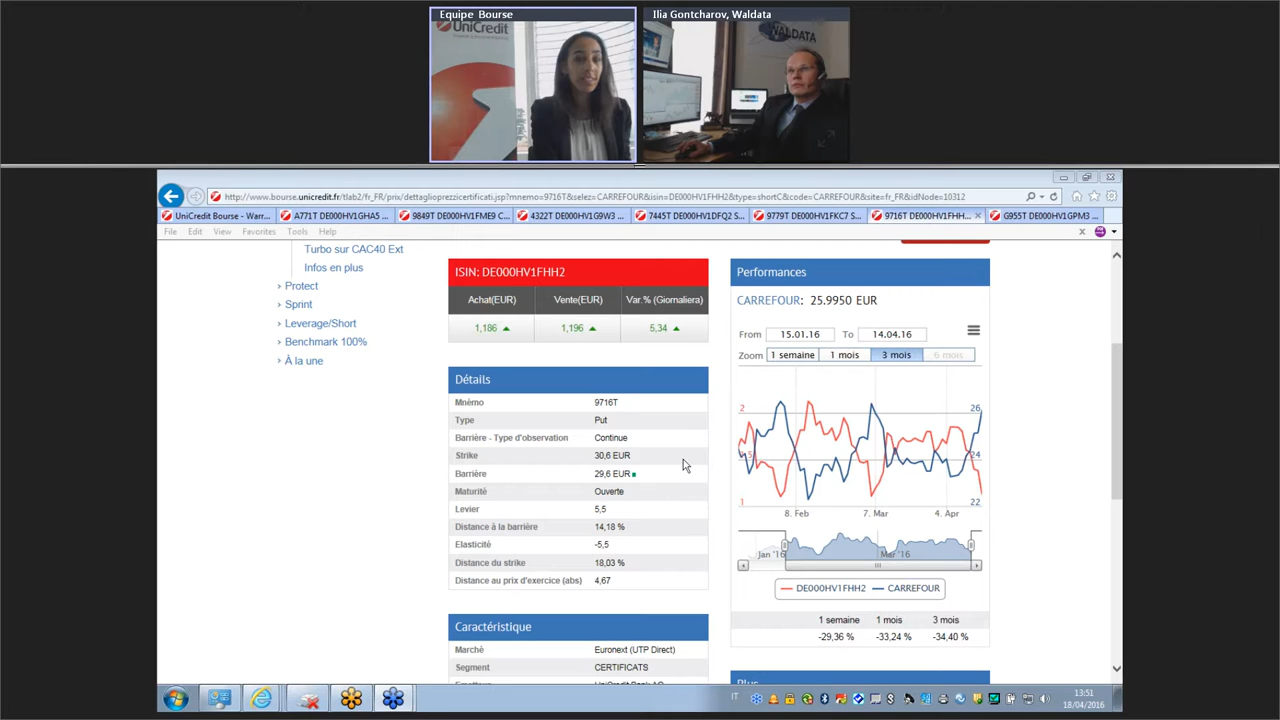 Equipe Bourse
Ilia Gontcharov, Waldata
UniCredit
WALDATA
http://www.bourse.unicredit.fr/tlab2/fr_FR/prix/dettaglioprezzicertificati.jsp?mnemo=9716T&selez=CARREFOUR&isin=DE000HV1FHH2&type=shortC&code=CARREFOUR&site=fr_FR&idNode=10312
UniCredit Bourse - Warr...
A771T DE000HV1GHA5 ...
9849T DE000HV1FME9 C...
4322T DE000HV1G9W3 ...
7445T DE000HV1DFQ2 S...
9779T DE000HV1FKC7 S...
9716T DE000HV1FHH...
G955T DE000HV1GPM3 ...
File Edit View Favorites Tools Help
Turbo sur CAC40 Ext
Infos en plus
Protect
Sprint
Leverage/Short
Benchmark 100%
À la une
ISIN: DE000HV1FHH2
Achat(EUR) Vente(EUR) Var.% (Giornaliera)
1,186 1,196 5,34
Détails
Mnémo 9716T
Type Put
Barrière - Type d'observation Continue
Strike 30,6 EUR
Barrière 29,6 EUR
Maturité Ouverte
Levier 5,5
Distance à la barrière 14,18 %
Elasticité -5,5
Distance du strike 18,03 %
Distance au prix d'exercice (abs) 4,67
Caractéristique
Marché Euronext (UTP Direct)
Segment CERTIFICATS
Performances
CARREFOUR: 25.9950 EUR
From 15.01.16 To 14.04.16
Zoom 1 semaine 1 mois 3 mois 6 mois
2 26
24
1 22
8. Feb 7. Mar 4. Apr
Jan '16 Mar '16
DE000HV1FHH2 CARREFOUR
1 semaine 1 mois 3 mois
-29,36 % -33,24 % -34,40 %
Plus
IT
13:51
18/04/2016